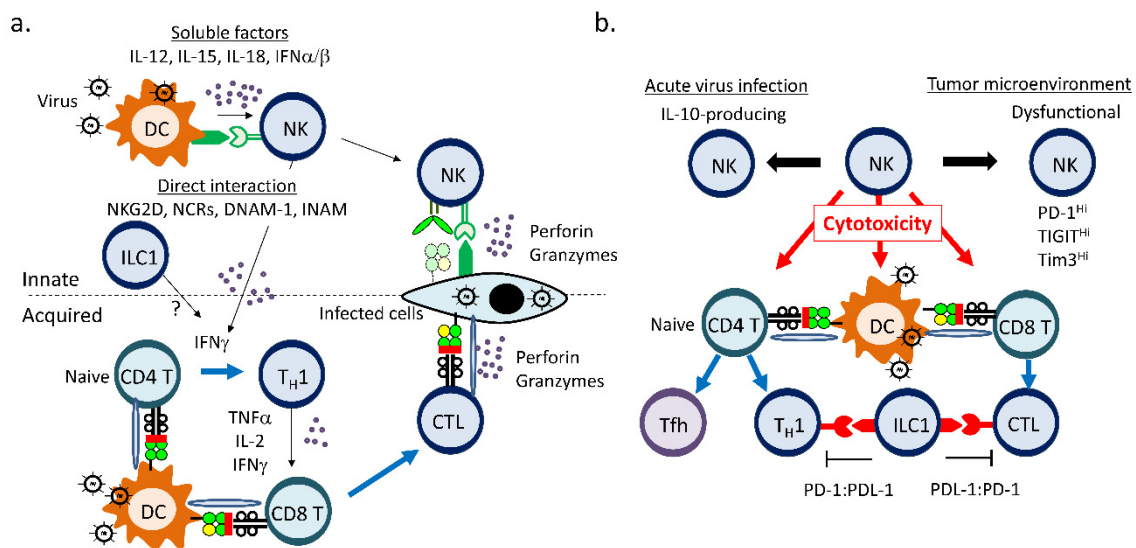 a.
Soluble factors
IL-12, IL-15, IL-18, IFNα/β
Virus
DC
NK
Direct interaction
NKG2D, NCRs, DNAM-1, INAM
ILC1
?
Innate
Acquired
IFNγ
Naive
CD4 T
TH1
TNFα
IL-2
IFNγ
DC
CD8 T
NK
Perforin
Granzymes
Infected cells
Perforin
Granzymes
CTL
b.
Acute virus infection
IL-10-producing
NK
NK
Tumor microenvironment
Dysfunctional
NK
PD-1Hi
TIGITHi
Tim3Hi
Cytotoxicity
Naive
CD4 T
DC
CD8 T
Tfh
TH1
ILC1
CTL
PD-1:PDL-1
PDL-1:PD-1